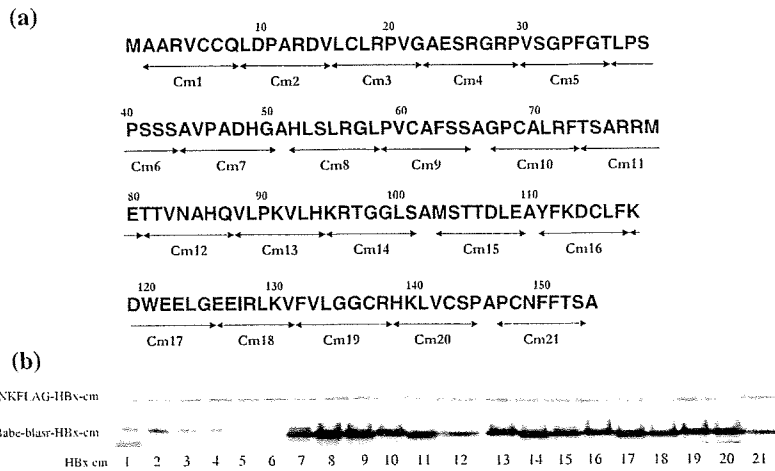 (a)
10 20 30
MAARVCCQLDPARDVLCLRPVGAESRGRPVSGPFGTLPS
Cm1 Cm2 Cm3 Cm4 Cm5
40 50 60 70
PSSSAVPADHGAHLSLRGLPVCAFSSAGPCALRFTSARRM
Cm6 Cm7 Cm8 Cm9 Cm10 Cm11
80 90 100 110
ETTVNAHQVLPKVLHKRTGGLSAMSTTDLEAYFKDCLFK
Cm12 Cm13 Cm14 Cm15 Cm16
120 130 140 150
DWEELGEEIRLKVFVLGGCRHKLVCSPAPCNFFTSA
Cm17 Cm18 Cm19 Cm20 Cm21
(b)
NKFLAG-HBx-cm
Babe-blasr-HBx-cm
HBx cm 1 2 3 4 5 6 7 8 9 10 11 12 13 14 15 16 17 18 19 20 21